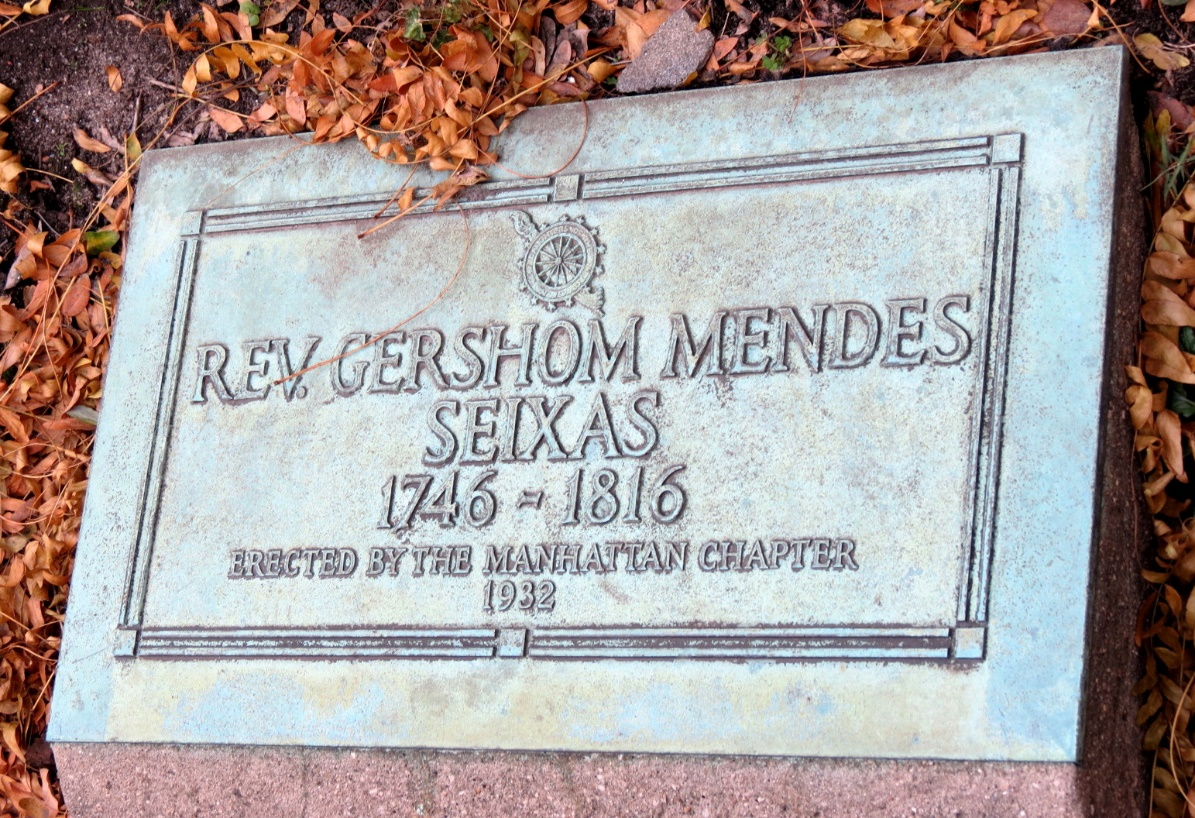 REV. GERSHOM MENDES
SEIXAS
1746 - 1816
ERECTED BY THE MANHATTAN CHAPTER
1932